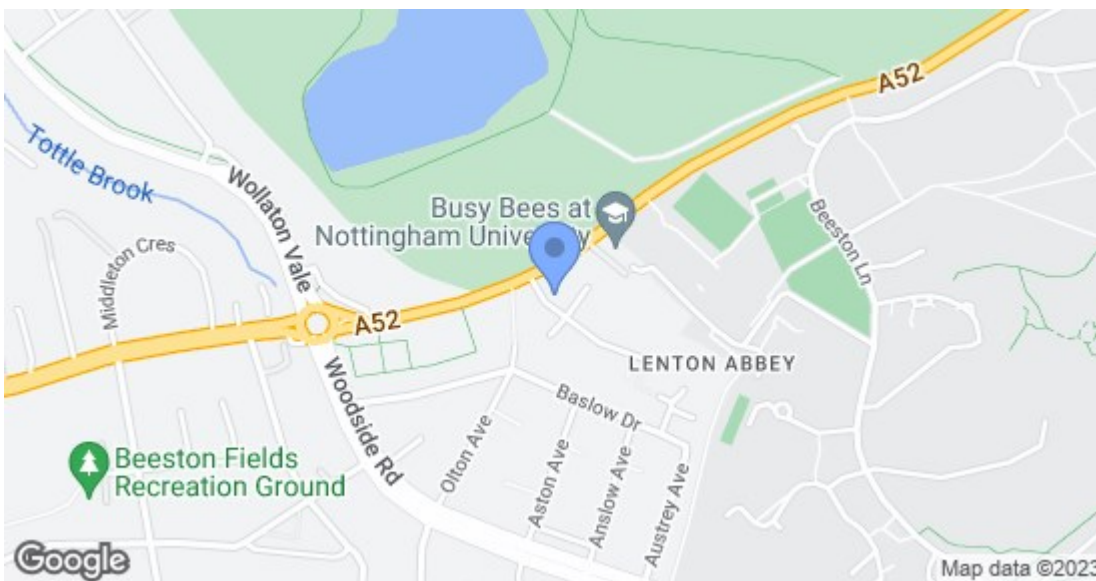 A52
Tottle Brook
Wollaton Vale
Busy Bees at
Nottingham University
Beeston Ln
Middleton Cres
A52
LENTON ABBEY
Woodside Rd
Baslow Dr
Olton Ave
Aston Ave
Anslow Ave
Austrey Ave
Beeston Fields
Recreation Ground
Google
Map data ©2023